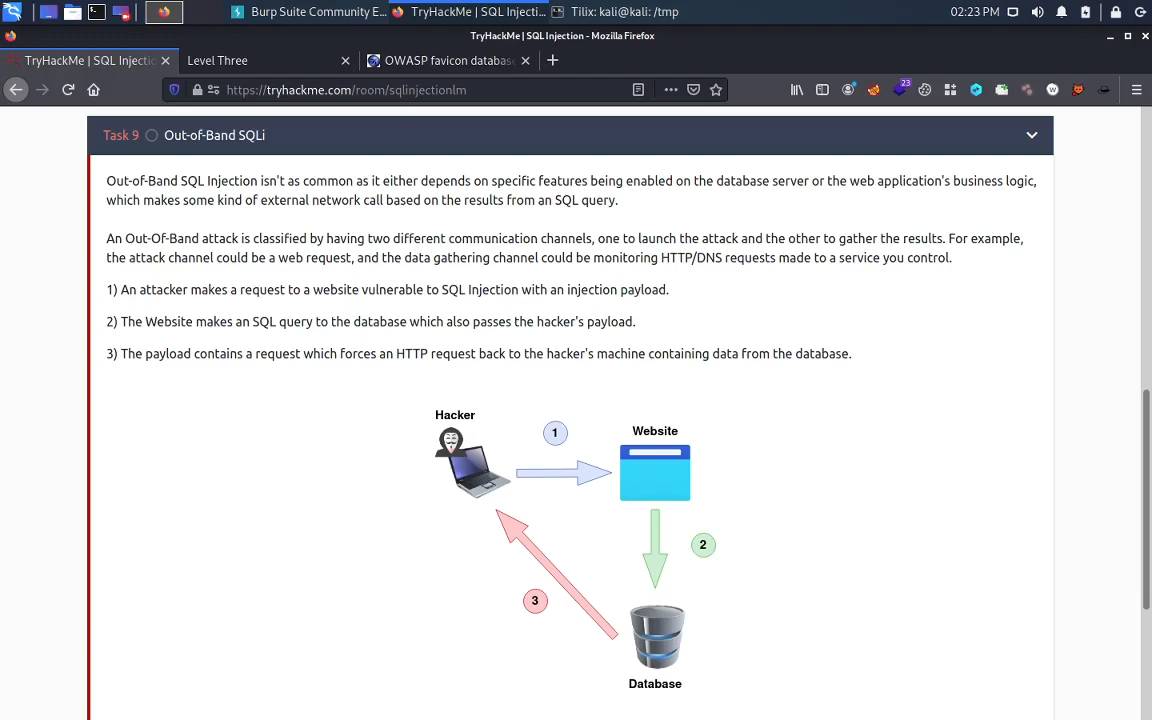 Burp Suite Community E...
TryHackMe | SQL Injecti...
Tilix: kali@kali: /tmp
02:23 PM
TryHackMe | SQL Injection - Mozilla Firefox
TryHackMe | SQL Injectio
Level Three
OWASP favicon databas
https://tryhackme.com/room/sqlinjectionlm
23
Task 9 Out-of-Band SQLi
Out-of-Band SQL Injection isn't as common as it either depends on specific features being enabled on the database server or the web application's business logic,
which makes some kind of external network call based on the results from an SQL query.
An Out-Of-Band attack is classified by having two different communication channels, one to launch the attack and the other to gather the results. For example,
the attack channel could be a web request, and the data gathering channel could be monitoring HTTP/DNS requests made to a service you control.
1) An attacker makes a request to a website vulnerable to SQL Injection with an injection payload.
2) The Website makes an SQL query to the database which also passes the hacker's payload.
3) The payload contains a request which forces an HTTP request back to the hacker's machine containing data from the database.
Hacker
1
Website
2
3
Database